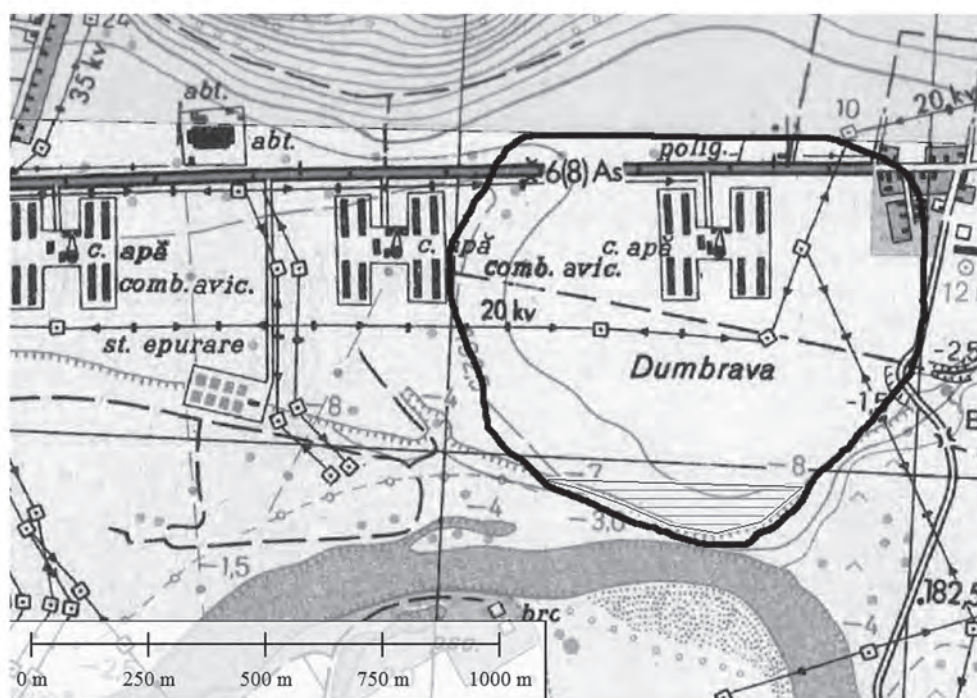 24
35 kv
abt.
abt.
10
20 kv
polig.
6(8) As
c. apă
c. apă
c. apă
comb. avic.
comb. avic.
12
20 kv
st. epurare
Dumbrava
-2,5
-1,5
-8
-4
-7
-8
-4
-3,0
-1,5
182,5
brc
-4
0 m 250 m 500 m 750 m 1000 m